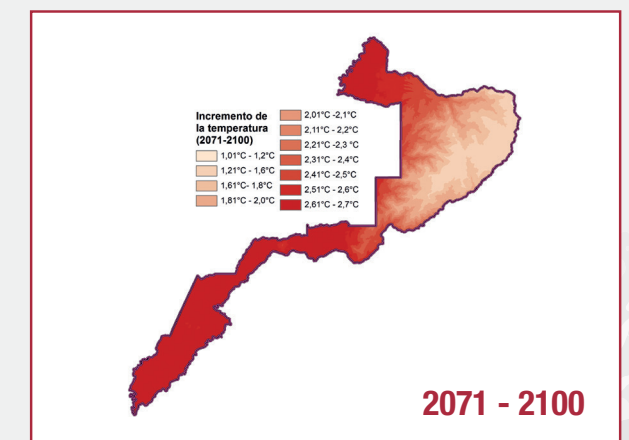 Incremento de
la temperatura
(2071-2100)
1,01°C - 1,2°C
1,21°C - 1,6°C
1,61°C- 1,8°C
1,81°C - 2,0°C
2,01°C -2,1°C
2,11°C - 2,2°C
2,21°C -2,3 °C
2,31°C - 2,4°C
2,41°C -2,5°C
2,51°C - 2,6°C
2,61°C - 2,7°C
2071 - 2100